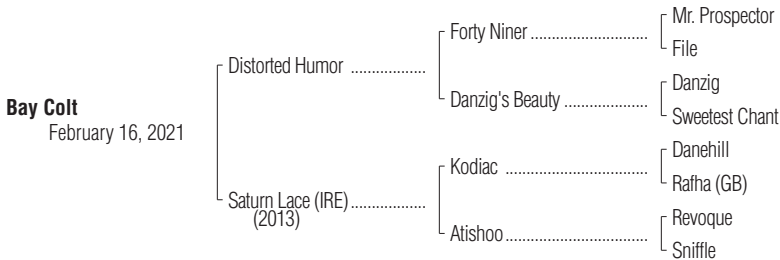 Mr. Prospector
Forty Niner ..............................
File
Distorted Humor ...................
Danzig
Danzig's Beauty .....................
Sweetest Chant
Bay Colt
February 16, 2021
Danehill
Kodiac ....................................
Rafha (GB)
Saturn Lace (IRE) ...................
(2013)
Revoque
Atishoo ....................................
Sniffle